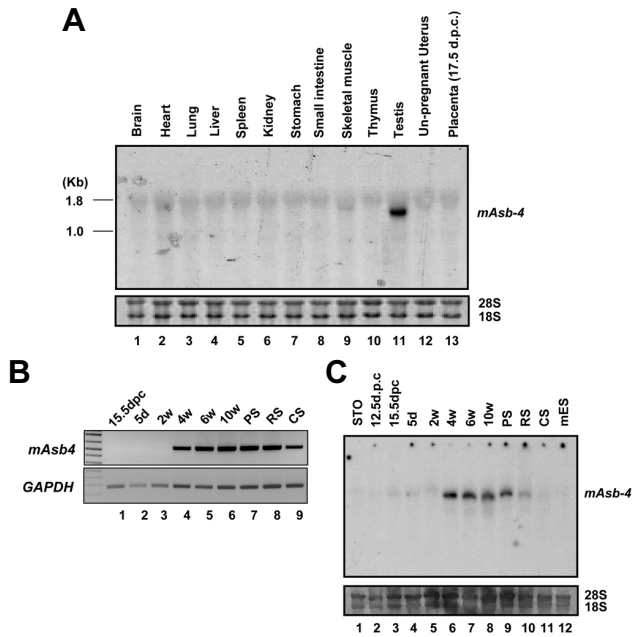 A
Brain
Heart
Lung
Liver
Spleen
Kidney
Stomach
Small intestine
Skeletal muscle
Thymus
Testis
Un-pregnant Uterus
Placenta (17.5 d.p.c.)
(Kb)
1.8
1.0
mAsb-4
28S
18S
1 2 3 4 5 6 7 8 9 10 11 12 13
B
15.5dpc
5d
2w
4w
6w
10w
PS
RS
CS
mAsb4
GAPDH
1 2 3 4 5 6 7 8 9
C
STO
12.5d.p.c
15.5dpc
5d
2w
4w
6w
10w
PS
RS
CS
mES
mAsb-4
28S
18S
1 2 3 4 5 6 7 8 9 10 11 12